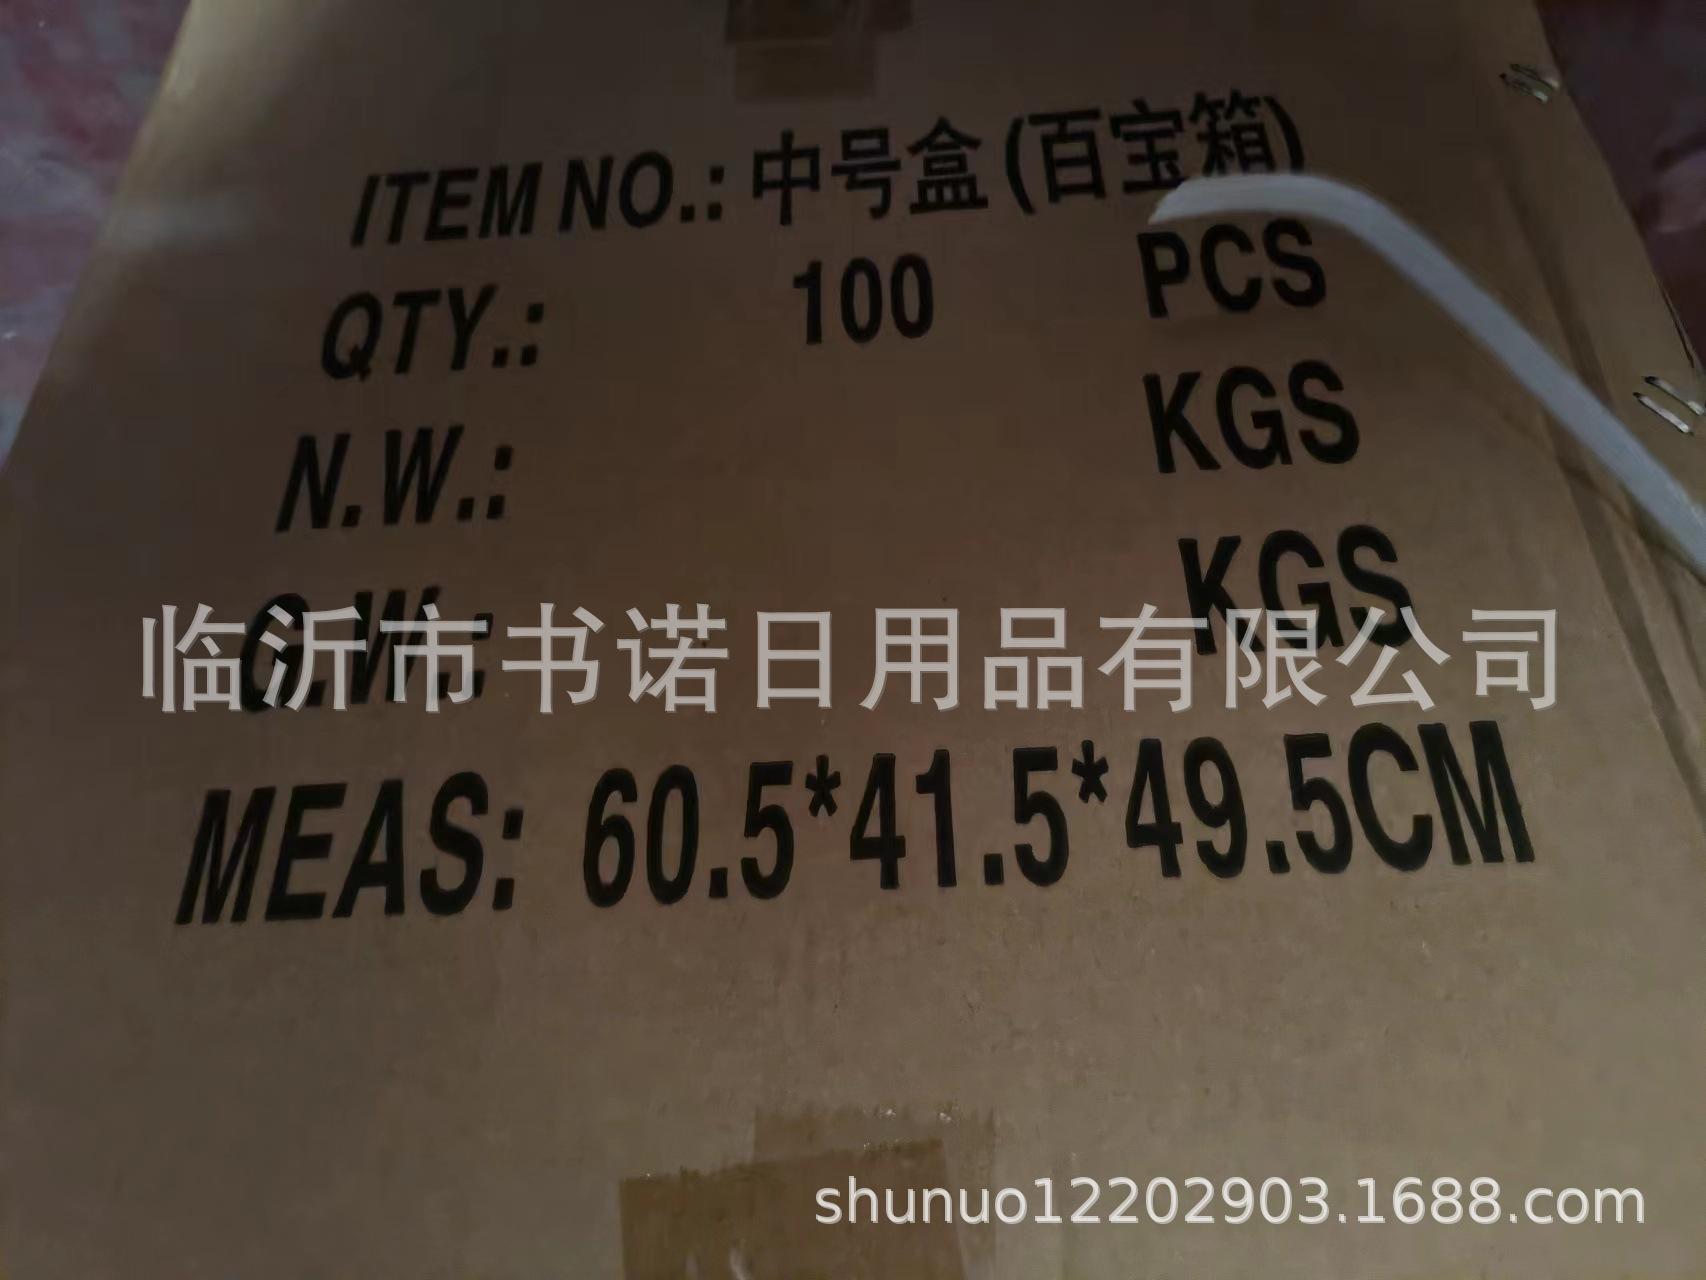 ITEM NO.: 中号盒(百宝箱)
QTY.: 100 PCS
N.W.: KGS
G.W.: KGS
临沂市书诺日用品有限公司
MEAS: 60.5*41.5*49.5CM
shunuo12202903.1688.com